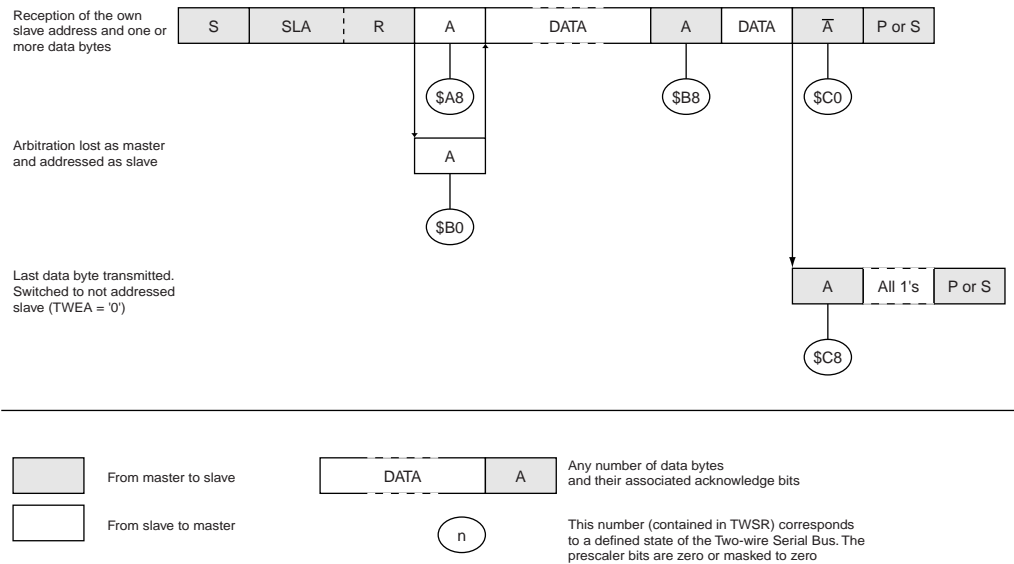 Reception of the own
slave address and one or
more data bytes
S SLA R A DATA A DATA A̅ P or S
$A8 $B8 $C0
Arbitration lost as master
and addressed as slave
A
$B0
Last data byte transmitted.
Switched to not addressed
slave (TWEA = '0')
A All 1's P or S
$C8
From master to slave
DATA A
Any number of data bytes
and their associated acknowledge bits
From slave to master
n
This number (contained in TWSR) corresponds
to a defined state of the Two-wire Serial Bus. The
prescaler bits are zero or masked to zero